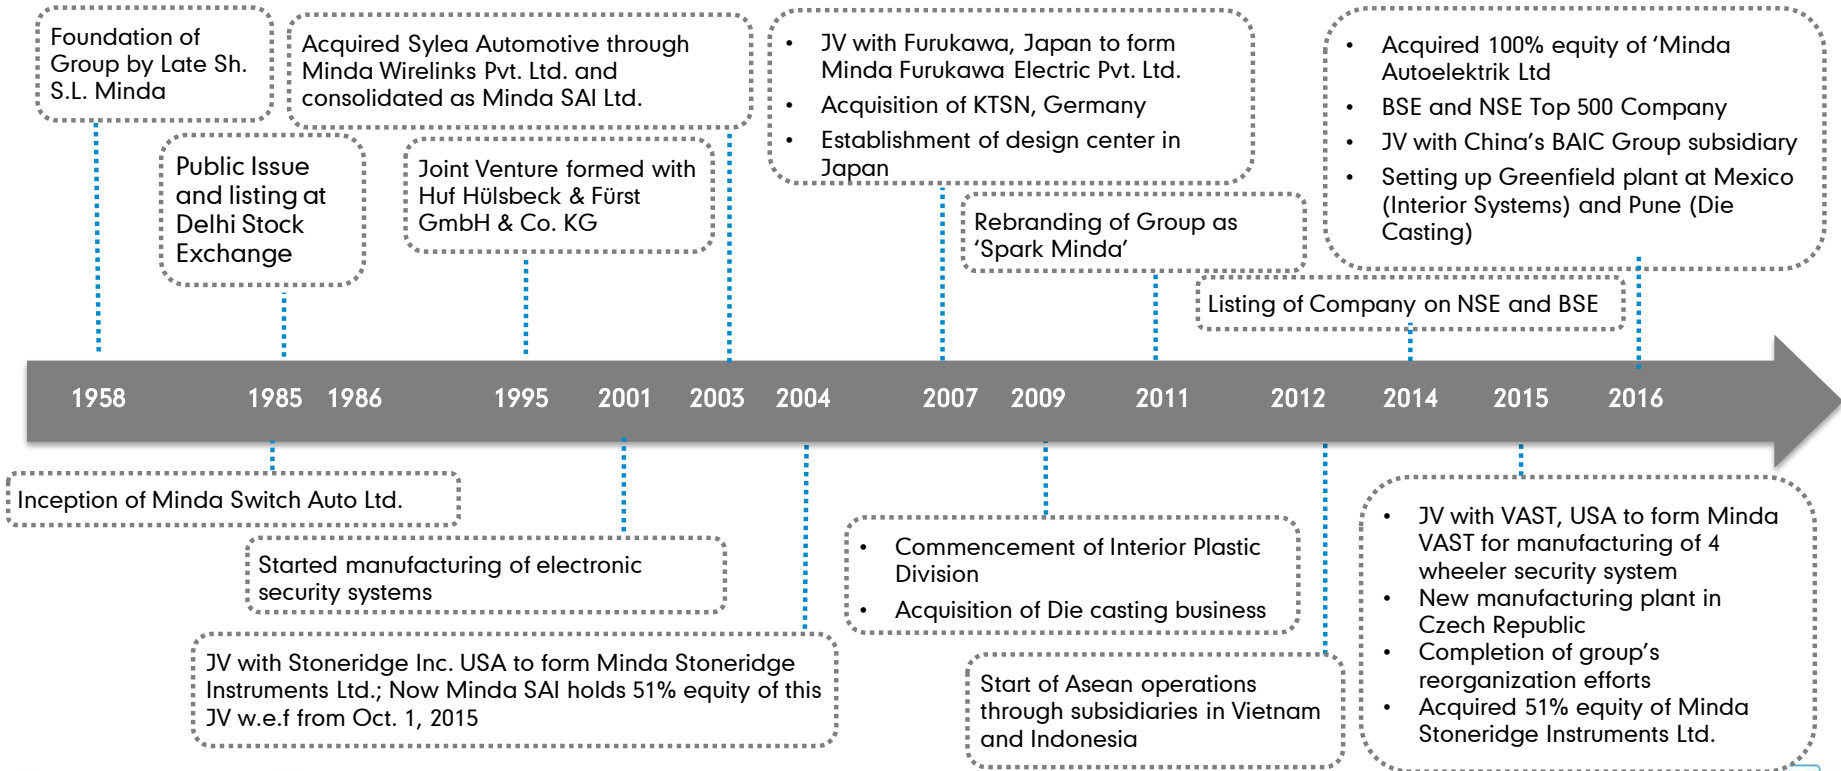 Foundation of
Group by Late Sh.
S.L. Minda
Acquired Sylea Automotive through
Minda Wirelinks Pvt. Ltd. and
consolidated as Minda SAI Ltd.
• JV with Furukawa, Japan to form
Minda Furukawa Electric Pvt. Ltd.
• Acquisition of KTSN, Germany
• Establishment of design center in
Japan
• Acquired 100% equity of ‘Minda
Autoelektrik Ltd
• BSE and NSE Top 500 Company
• JV with China’s BAIC Group subsidiary
• Setting up Greenfield plant at Mexico
(Interior Systems) and Pune (Die
Casting)
Public Issue
and listing at
Delhi Stock
Exchange
Joint Venture formed with
Huf Hülsbeck & Fürst
GmbH & Co. KG
Rebranding of Group as
‘Spark Minda’
Listing of Company on NSE and BSE
1958 1985 1986 1995 2001 2003 2004 2007 2009 2011 2012 2014 2015 2016
Inception of Minda Switch Auto Ltd.
Started manufacturing of electronic
security systems
JV with Stoneridge Inc. USA to form Minda Stoneridge
Instruments Ltd.; Now Minda SAI holds 51% equity of this
JV w.e.f from Oct. 1, 2015
• Commencement of Interior Plastic
Division
• Acquisition of Die casting business
Start of Asean operations
through subsidiaries in Vietnam
and Indonesia
• JV with VAST, USA to form Minda
VAST for manufacturing of 4
wheeler security system
• New manufacturing plant in
Czech Republic
• Completion of group’s
reorganization efforts
• Acquired 51% equity of Minda
Stoneridge Instruments Ltd.